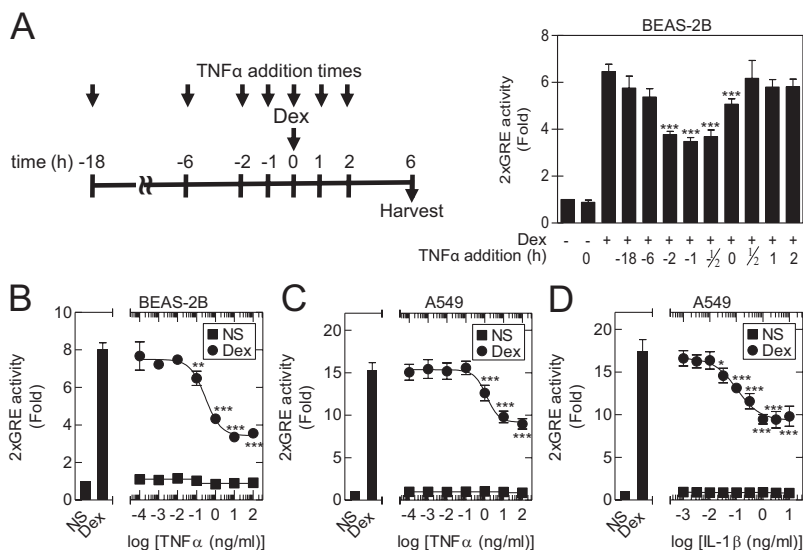 A
TNFα addition times
Dex
time (h) -18 -6 -2 -1 0 1 2 6
Harvest
BEAS-2B
2xGRE activity
(Fold)
8
6
4
2
0
*** *** *** ***
Dex - - + + + + + + + + + +
TNFα addition (h) 0 -18 -6 -2 -1 -½ 0 ½ 1 2
B
BEAS-2B
2xGRE activity
(Fold)
10
8
6
4
2
0
NS
Dex
** *** *** ***
NS Dex
-4 -3 -2 -1 0 1 2
log [TNFα (ng/ml)]
C
A549
2xGRE activity
(Fold)
20
15
10
5
0
NS
Dex
*** *** ***
NS Dex
-4 -3 -2 -1 0 1 2
log [TNFα (ng/ml)]
D
A549
2xGRE activity
(Fold)
20
15
10
5
0
NS
Dex
* *** *** *** *** ***
NS Dex
-3 -2 -1 0 1
log [IL-1β (ng/ml)]